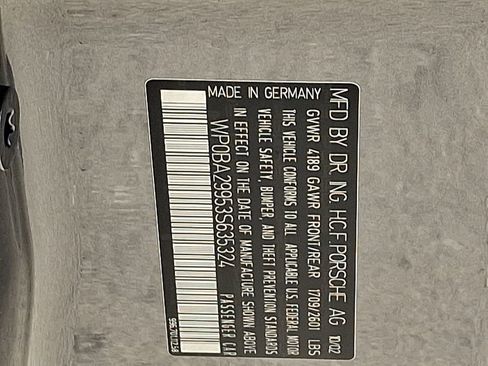 MFD BY DR. ING. H.C.F. PORSCHE AG 10/02
GVWR 4189 GAWR FRONT/REAR 1709/2601 LBS
THIS VEHICLE CONFORMS TO ALL APPLICABLE U.S. FEDERAL MOTOR
VEHICLE SAFETY, BUMPER, AND THEFT PREVENTION STANDARDS
IN EFFECT ON THE DATE OF MANUFACTURE SHOWN ABOVE
WP0BA29953S635324 PASSENGER CAR
MADE IN GERMANY